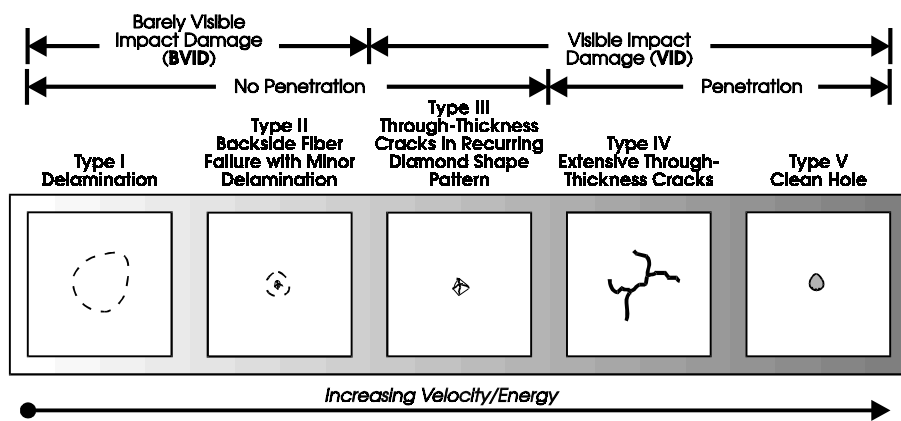 Barely Visible
Impact Damage
(BVID)
Visible Impact
Damage (VID)
No Penetration
Penetration
Type I
Delamination
Type II
Backside Fiber
Failure with Minor
Delamination
Type III
Through-Thickness
Cracks in Recurring
Diamond Shape
Pattern
Type IV
Extensive Through-
Thickness Cracks
Type V
Clean Hole
Increasing Velocity/Energy